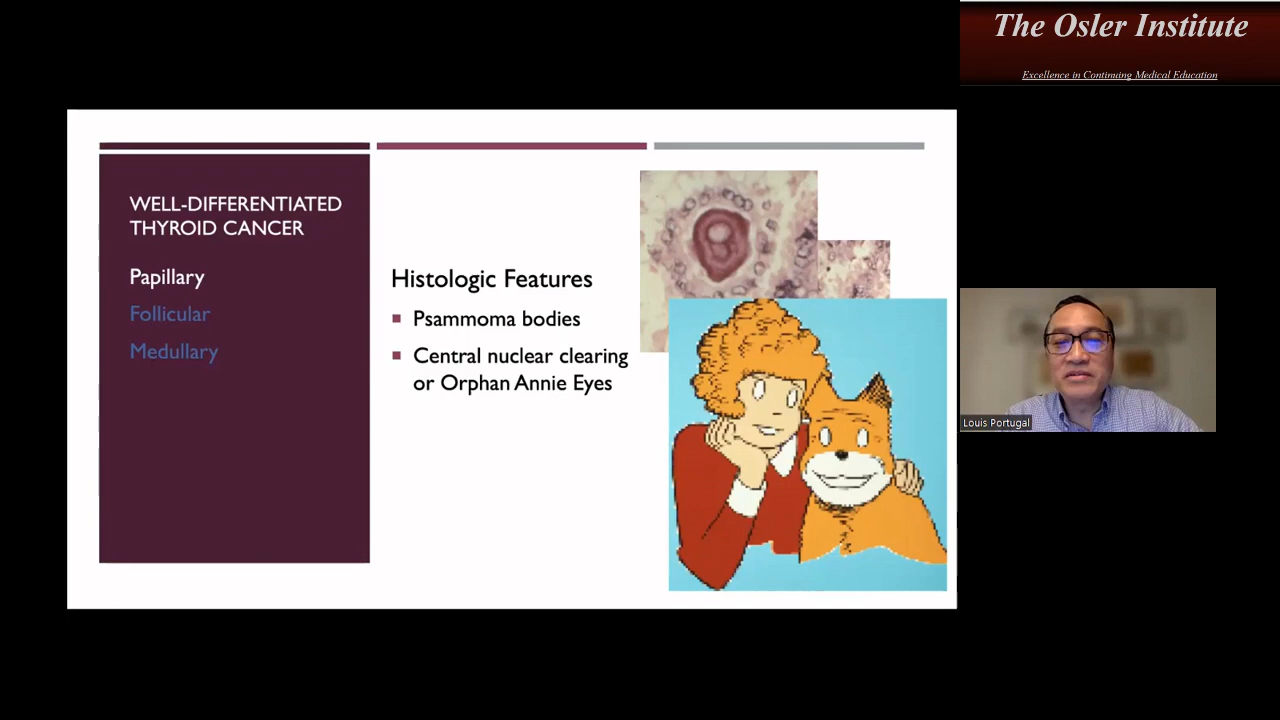 The Osler Institute
Excellence in Continuing Medical Education
WELL-DIFFERENTIATED
THYROID CANCER
Papillary
Follicular
Medullary
Histologic Features
Psammoma bodies
Central nuclear clearing
or Orphan Annie Eyes
Louis Portugal